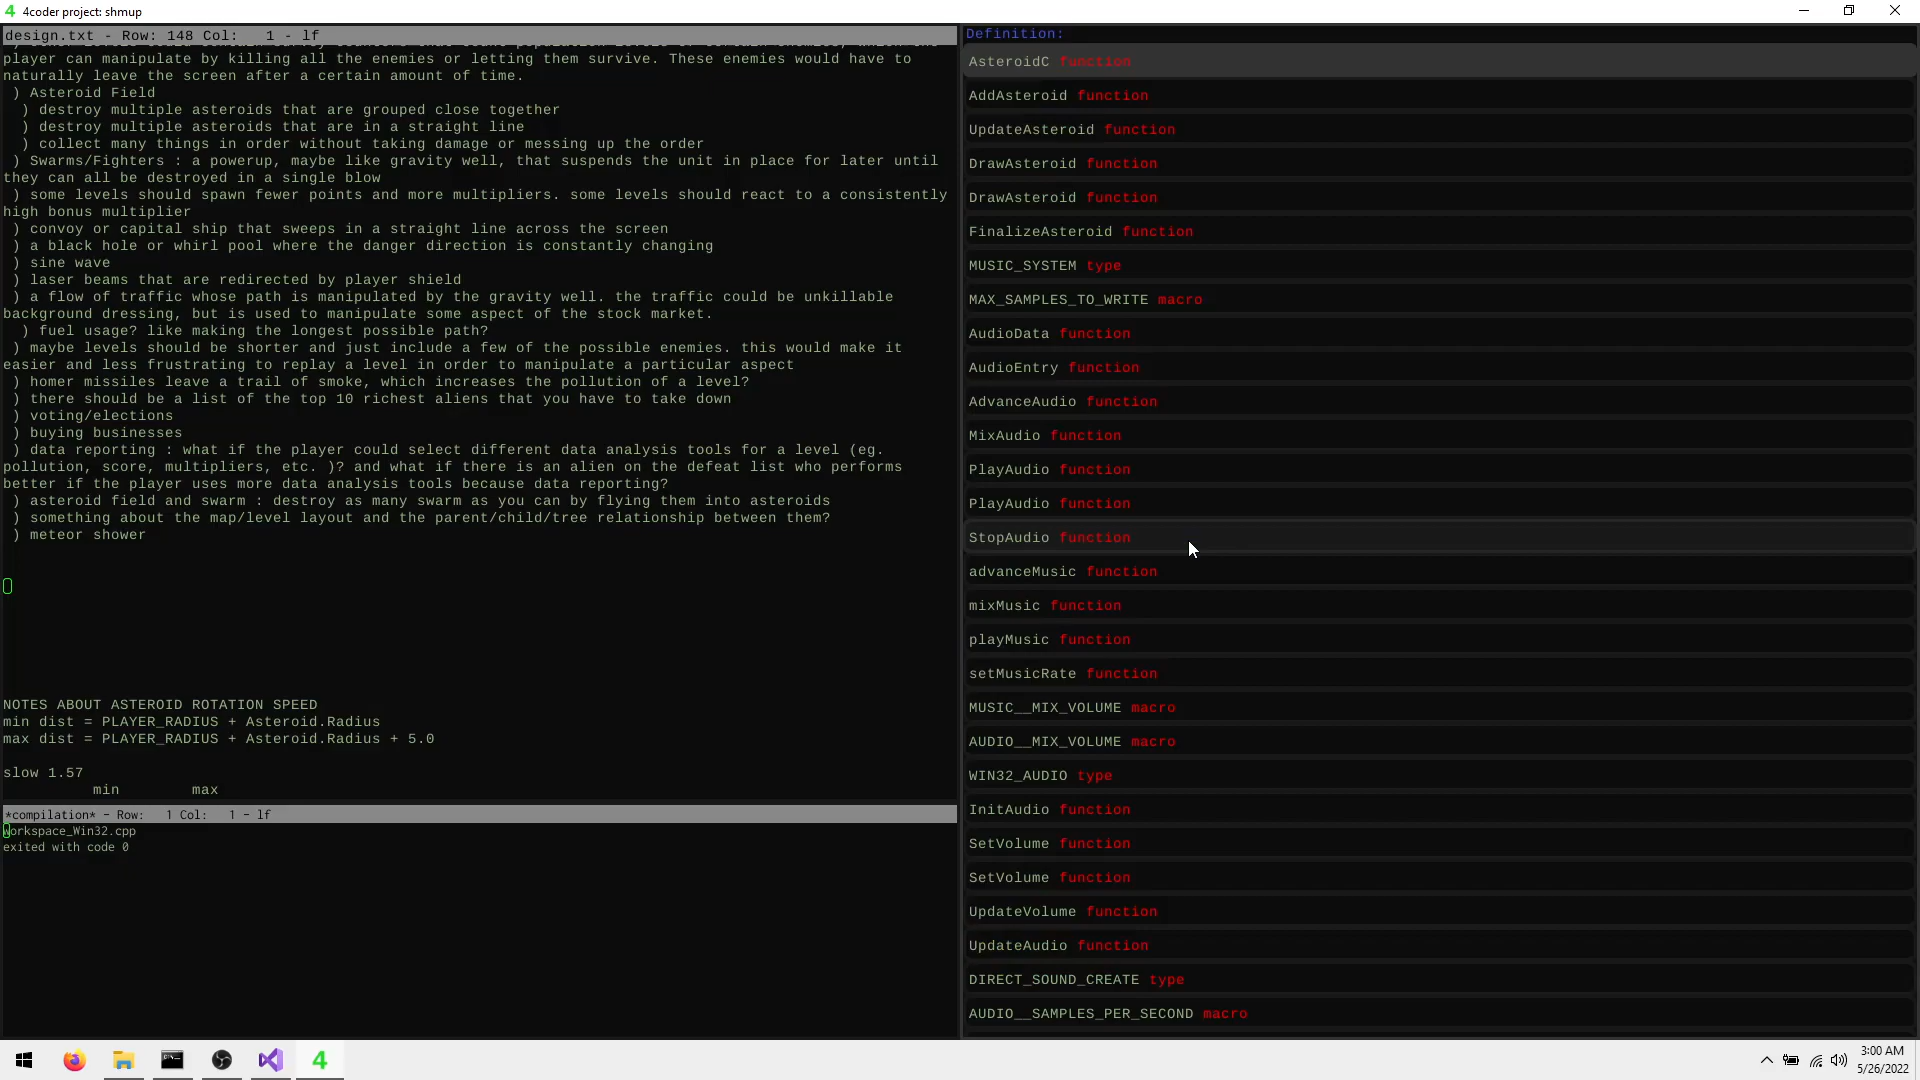 4 4coder project: shmup
design.txt - Row: 148 Col:   1 - lf
player can manipulate by killing all the enemies or letting them survive. These enemies would have to
naturally leave the screen after a certain amount of time.
) Asteroid Field
) destroy multiple asteroids that are grouped close together
) destroy multiple asteroids that are in a straight line
) collect many things in order without taking damage or messing up the order
) Swarms/Fighters : a powerup, maybe like gravity well, that suspends the unit in place for later until
they can all be destroyed in a single blow
) some levels should spawn fewer points and more multipliers. some levels should react to a consistently
high bonus multiplier
) convoy or capital ship that sweeps in a straight line across the screen
) a black hole or whirl pool where the danger direction is constantly changing
) sine wave
) laser beams that are redirected by player shield
) a flow of traffic whose path is manipulated by the gravity well. the traffic could be unkillable
background dressing, but is used to manipulate some aspect of the stock market.
) fuel usage? like making the longest possible path?
) maybe levels should be shorter and just include a few of the possible enemies. this would make it
easier and less frustrating to replay a level in order to manipulate a particular aspect
) homer missiles leave a trail of smoke, which increases the pollution of a level?
) there should be a list of the top 10 richest aliens that you have to take down
) voting/elections
) buying businesses
) data reporting : what if the player could select different data analysis tools for a level (eg.
pollution, score, multipliers, etc. )? and what if there is an alien on the defeat list who performs
better if the player uses more data analysis tools because data reporting?
) asteroid field and swarm : destroy as many swarm as you can by flying them into asteroids
) something about the map/level layout and the parent/child/tree relationship between them?
) meteor shower
NOTES ABOUT ASTEROID ROTATION SPEED
min dist = PLAYER_RADIUS + Asteroid.Radius
max dist = PLAYER_RADIUS + Asteroid.Radius + 5.0
slow 1.57
min max
*compilation* - Row:   1 Col:   1 - lf
workspace_Win32.cpp
exited with code 0
Definition:
AsteroidC function
AddAsteroid function
UpdateAsteroid function
DrawAsteroid function
DrawAsteroid function
FinalizeAsteroid function
MUSIC_SYSTEM type
MAX_SAMPLES_TO_WRITE macro
AudioData function
AudioEntry function
AdvanceAudio function
MixAudio function
PlayAudio function
PlayAudio function
StopAudio function
advanceMusic function
mixMusic function
playMusic function
setMusicRate function
MUSIC__MIX_VOLUME macro
AUDIO__MIX_VOLUME macro
WIN32_AUDIO type
InitAudio function
SetVolume function
SetVolume function
UpdateVolume function
UpdateAudio function
DIRECT_SOUND_CREATE type
AUDIO__SAMPLES_PER_SECOND macro
4
3:00 AM
5/26/2022